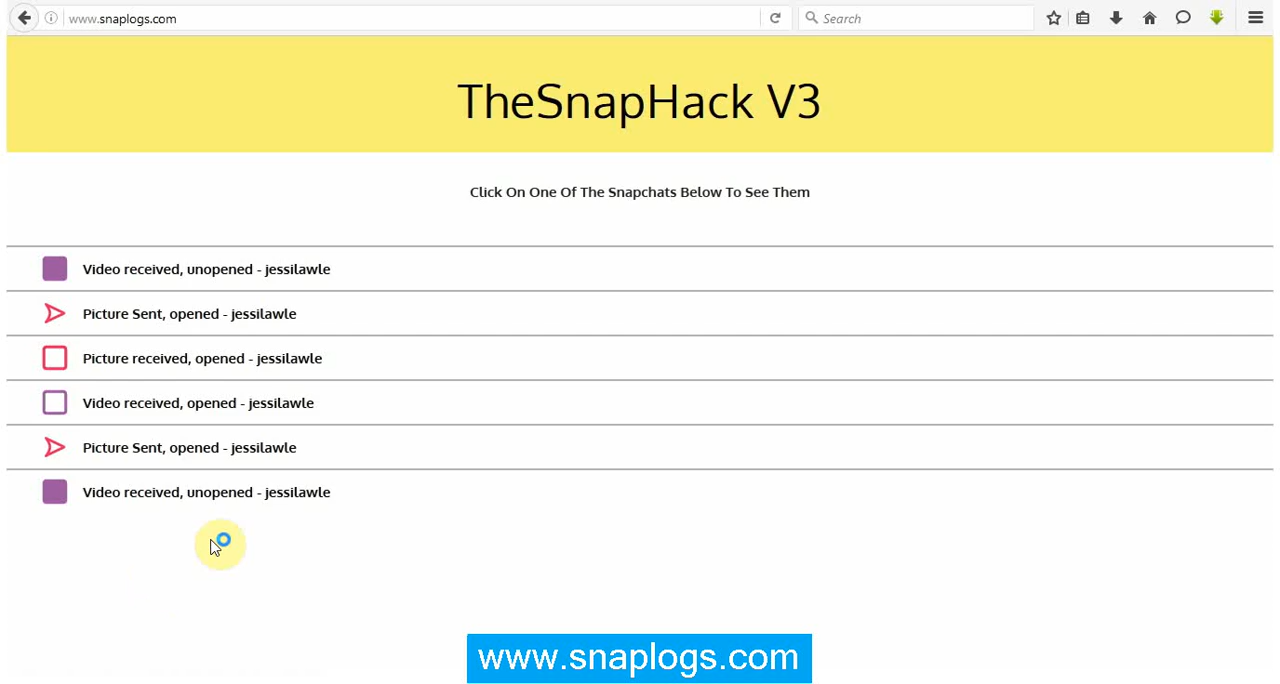 www.snaplogs.com
Search
TheSnapHack V3
Click On One Of The Snapchats Below To See Them
Video received, unopened - jessilawle
Picture Sent, opened - jessilawle
Picture received, opened - jessilawle
Video received, opened - jessilawle
Picture Sent, opened - jessilawle
Video received, unopened - jessilawle
www.snaplogs.com